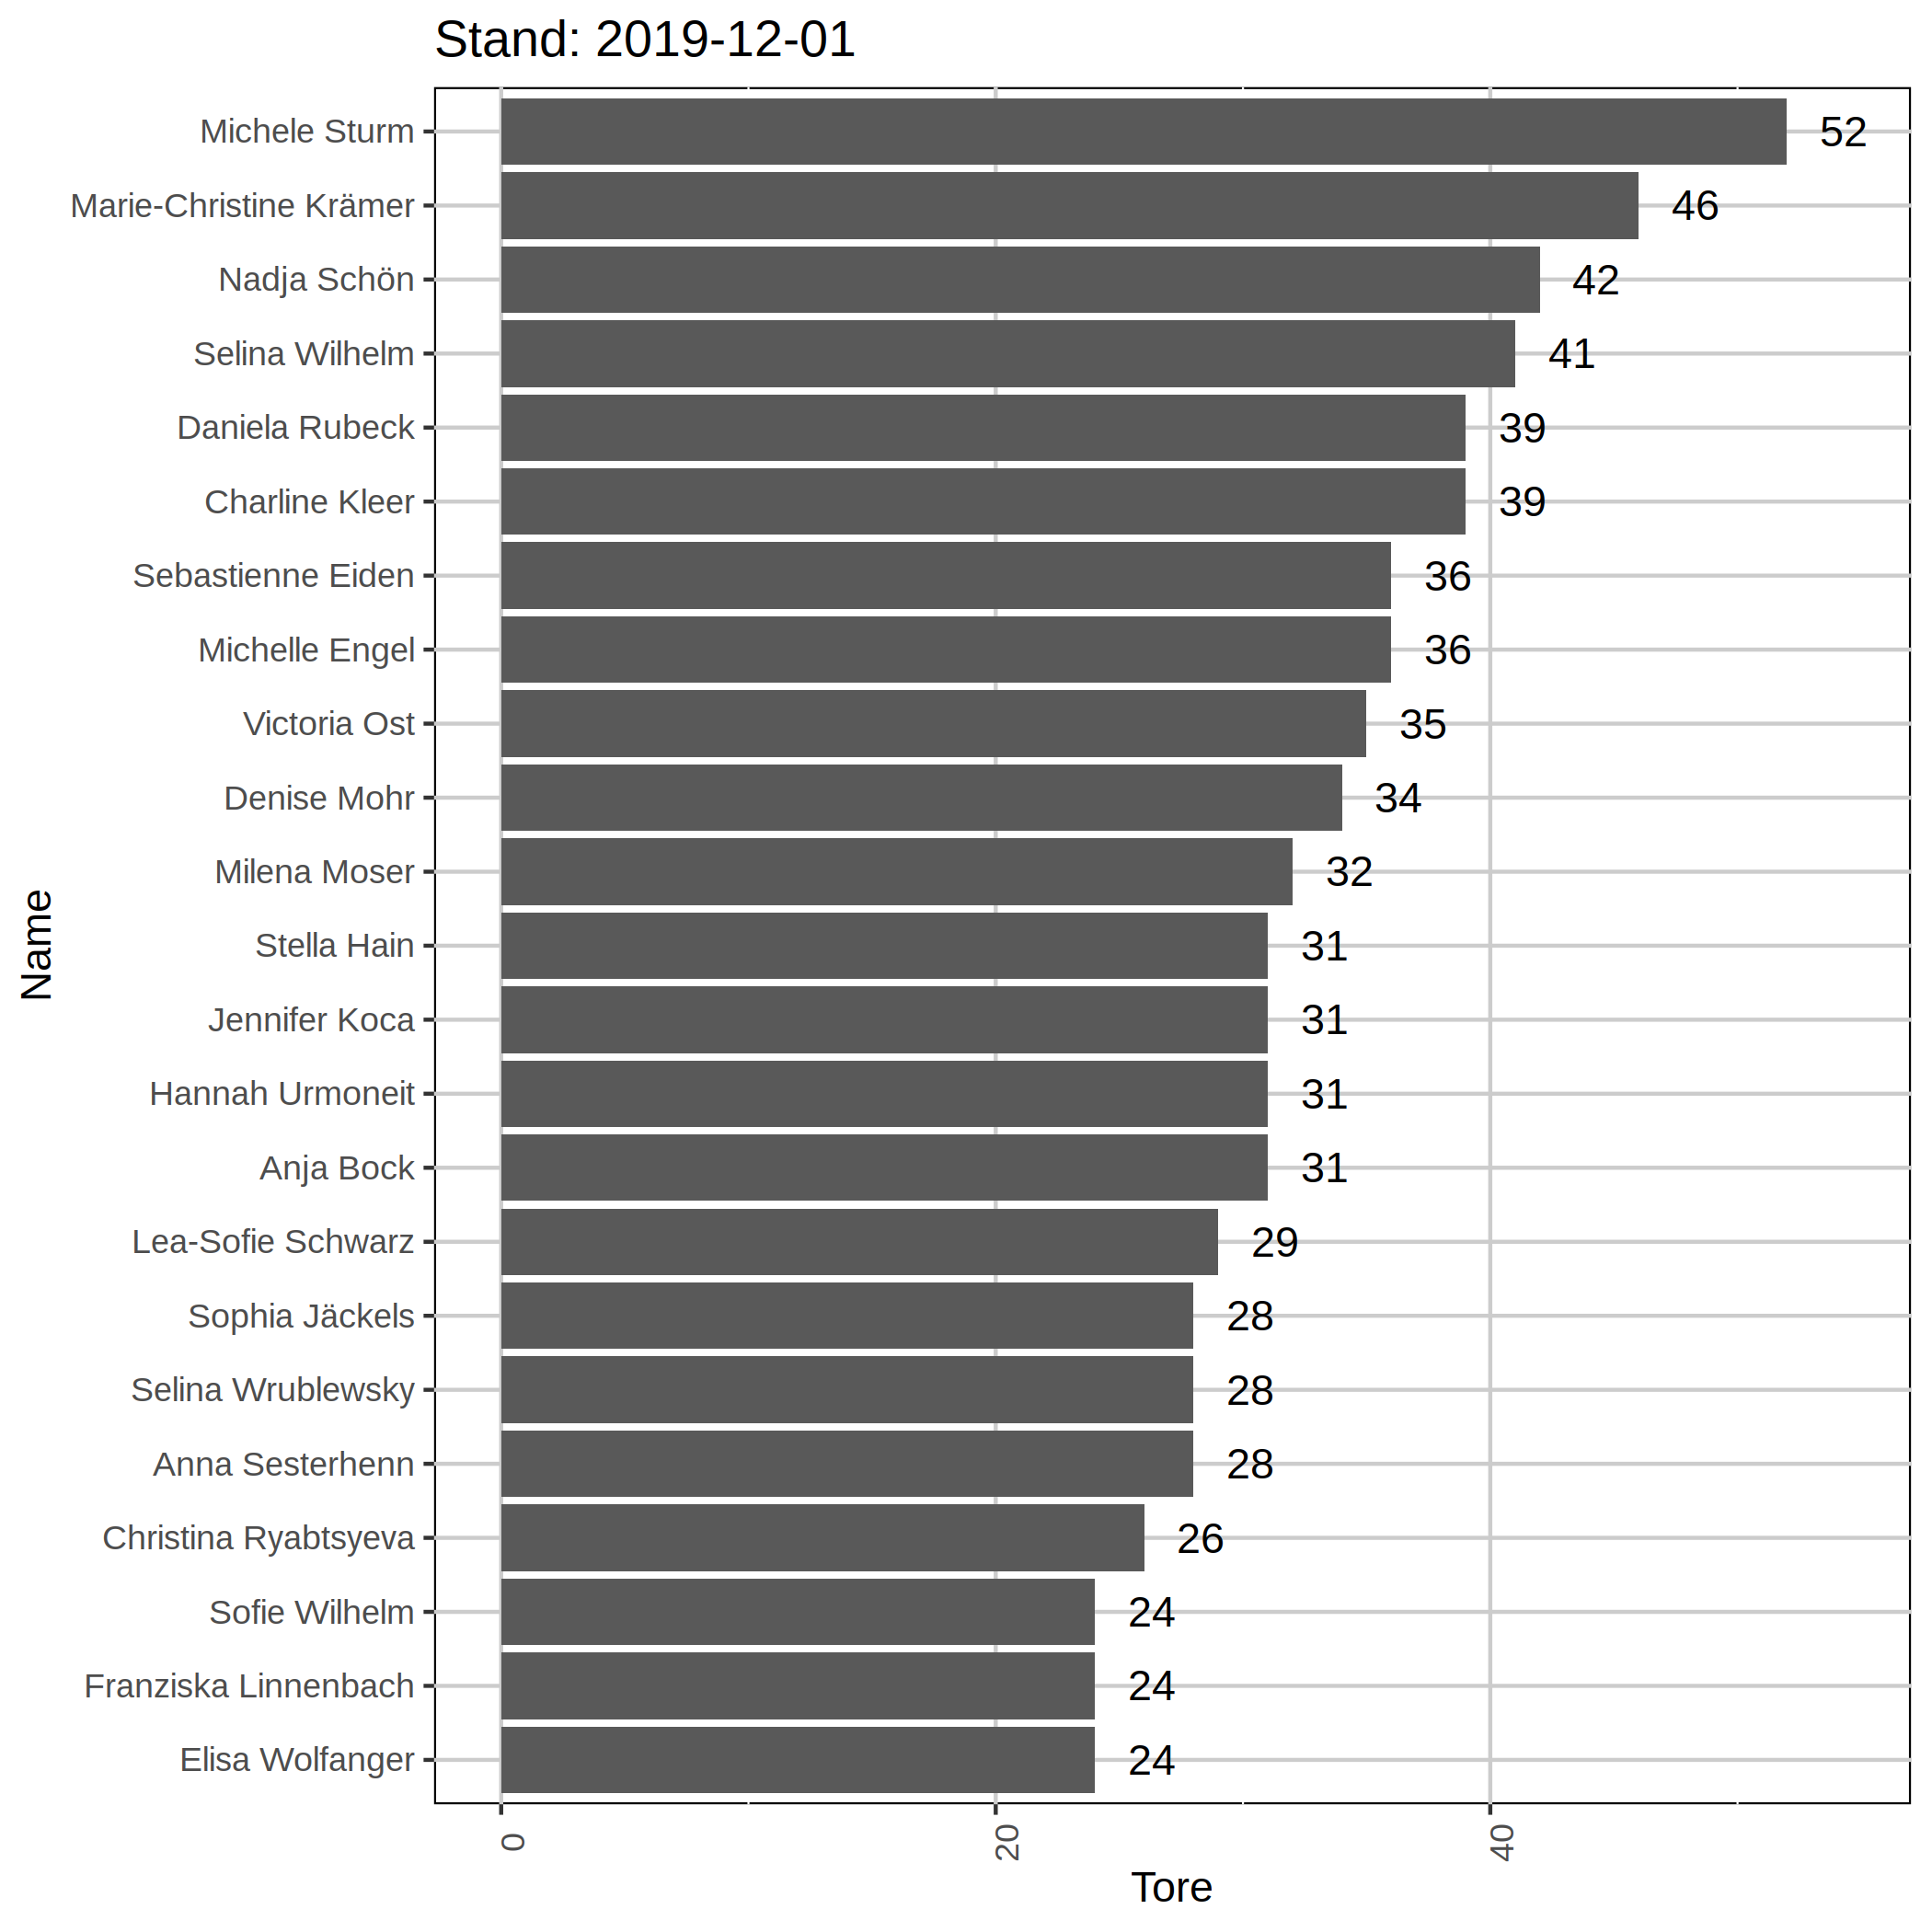 Stand: 2019-12-01
Michele Sturm 52
Marie-Christine Krämer 46
Nadja Schön 42
Selina Wilhelm 41
Daniela Rubeck 39
Charline Kleer 39
Sebastienne Eiden 36
Michelle Engel 36
Victoria Ost 35
Denise Mohr 34
Milena Moser 32
Stella Hain 31
Jennifer Koca 31
Hannah Urmoneit 31
Anja Bock 31
Lea-Sofie Schwarz 29
Sophia Jäckels 28
Selina Wrublewsky 28
Anna Sesterhenn 28
Christina Ryabtsyeva 26
Sofie Wilhelm 24
Franziska Linnenbach 24
Elisa Wolfanger 24
Name
0 20 40
Tore